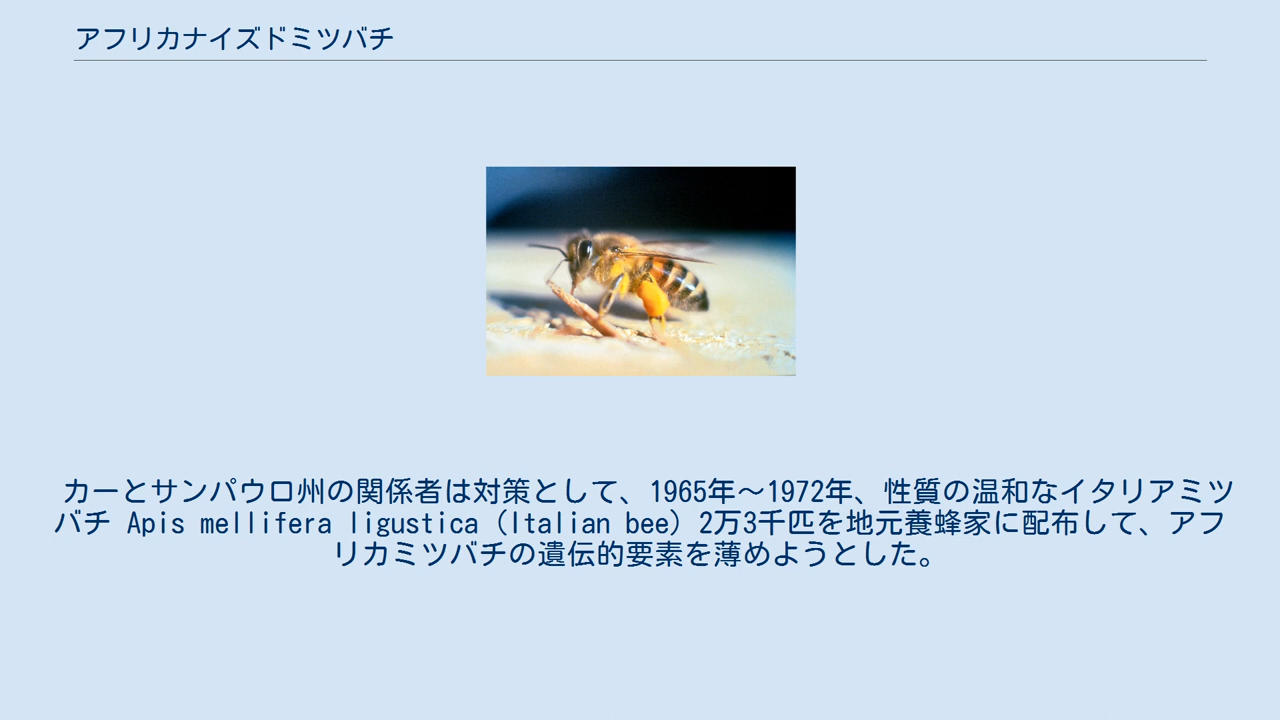 アフリカナイズドミツバチ
カーとサンパウロ州の関係者は対策として、1965年～1972年、性質の温和なイタリアミツ
バチ Apis mellifera ligustica（Italian bee）2万3千匹を地元養蜂家に配布して、アフ
リカミツバチの遺伝的要素を薄めようとした。